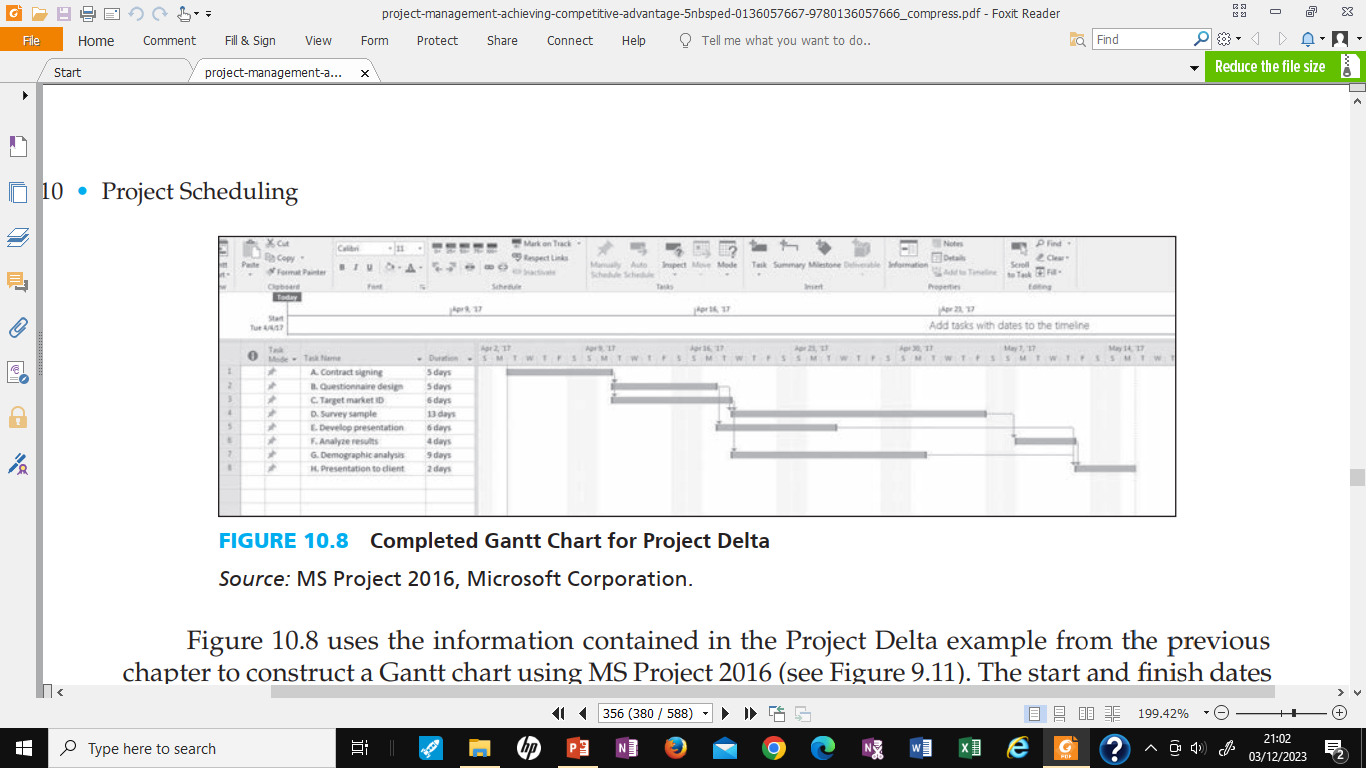 project-management-achieving-competitive-advantage-5nbsped-0136057667-9780136057666_compress.pdf - Foxit Reader
File Home Comment Fill & Sign View Form Protect Share Connect Help Tell me what you want to do.. Find
Start project-management-a... Reduce the file size
10 • Project Scheduling
Cut
Copy
Format Painter
Paste
Clipboard
Calibri 11
B I U
Font
Mark on Track
Respect Links
Inactivate
Schedule
Manually Schedule
Auto Schedule
Inspect Move Mode
Tasks
Task Summary Milestone Deliverable
Insert
Information
Notes
Details
Add to Timeline
Properties
Scroll to Task
Find
Clear
Fill
Editing
Today
Apr 9, '17 Apr 16, '17 Apr 23, '17
Start
Tue 4/4/17
Add tasks with dates to the timeline
Task Mode Task Name Duration
Apr 2, '17 Apr 9, '17 Apr 16, '17 Apr 23, '17 Apr 30, '17 May 7, '17 May 14, '17
S M T W T F S S M T W T F S S M T W T F S S M T W T F S S M T W T F S S M T W T F S S M T W T
1 A. Contract signing 5 days
2 B. Questionnaire design 5 days
3 C. Target market ID 6 days
4 D. Survey sample 13 days
5 E. Develop presentation 6 days
6 F. Analyze results 4 days
7 G. Demographic analysis 9 days
8 H. Presentation to client 2 days
FIGURE 10.8 Completed Gantt Chart for Project Delta
Source: MS Project 2016, Microsoft Corporation.
Figure 10.8 uses the information contained in the Project Delta example from the previous
chapter to construct a Gantt chart using MS Project 2016 (see Figure 9.11). The start and finish dates
356 (380 / 588) 199.42%
Type here to search
21:02
03/12/2023
2